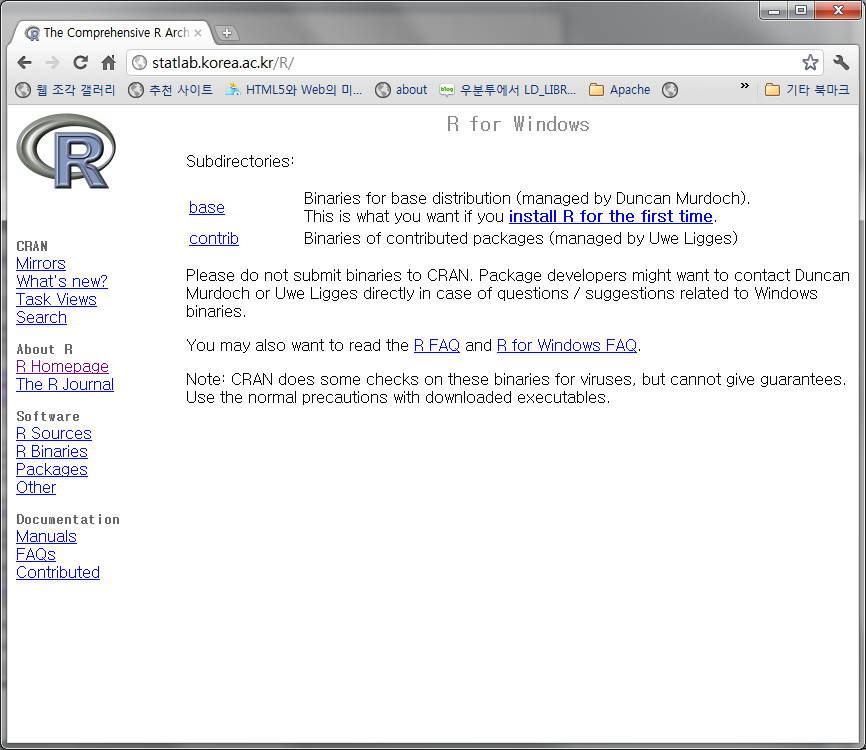 The Comprehensive R Arch
statlab.korea.ac.kr/R/
웹 조각 갤러리 추천 사이트 HTML5와 Web의 미... about 우분투에서 LD_LIBR... Apache » 기타 북마크
R
R for Windows
Subdirectories:
base
Binaries for base distribution (managed by Duncan Murdoch).
This is what you want if you install R for the first time.
contrib
Binaries of contributed packages (managed by Uwe Ligges)
Please do not submit binaries to CRAN. Package developers might want to contact Duncan
Murdoch or Uwe Ligges directly in case of questions / suggestions related to Windows
binaries.
You may also want to read the R FAQ and R for Windows FAQ.
Note: CRAN does some checks on these binaries for viruses, but cannot give guarantees.
Use the normal precautions with downloaded executables.
CRAN
Mirrors
What's new?
Task Views
Search
About R
R Homepage
The R Journal
Software
R Sources
R Binaries
Packages
Other
Documentation
Manuals
FAQs
Contributed